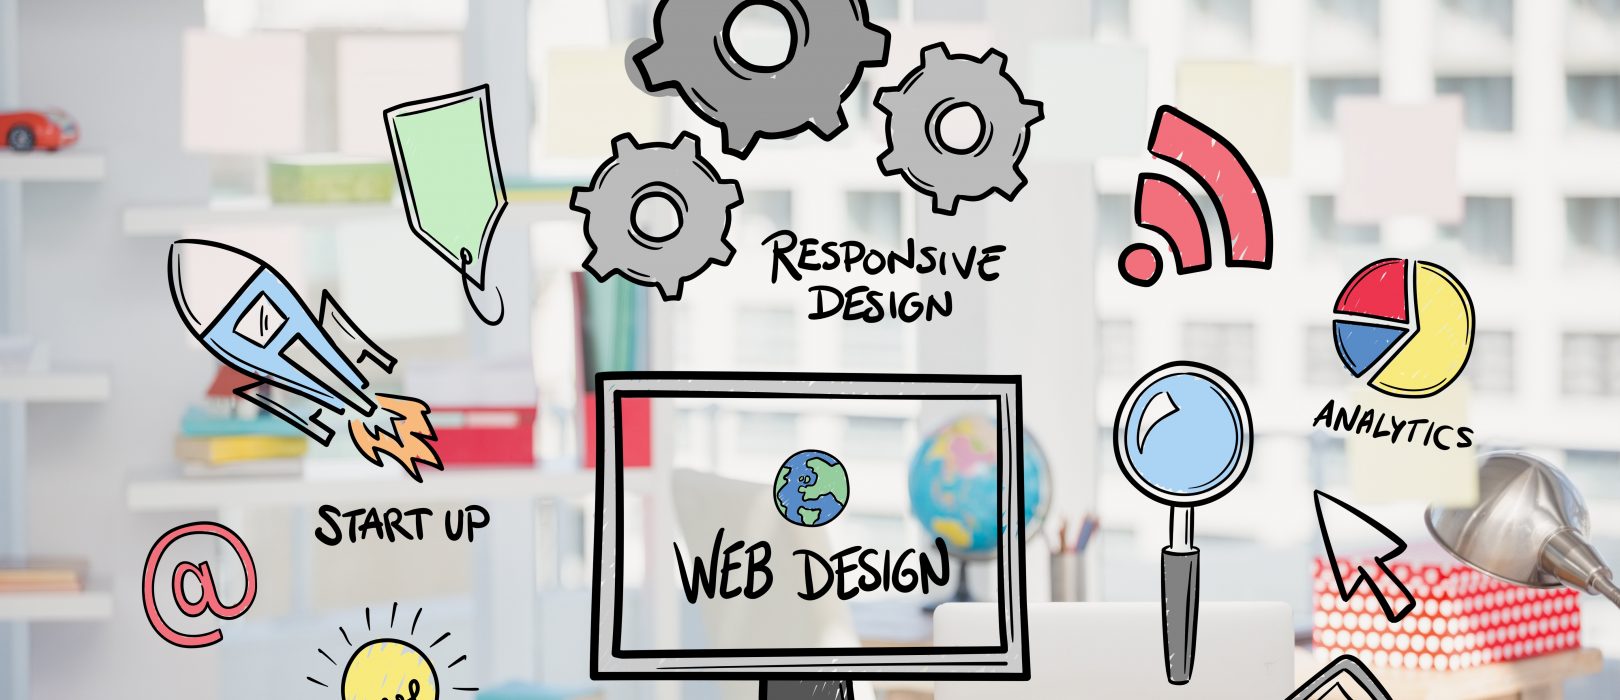 RESPONSIVE
DESIGN
ANALYTICS
START UP
@
WEB DESIGN